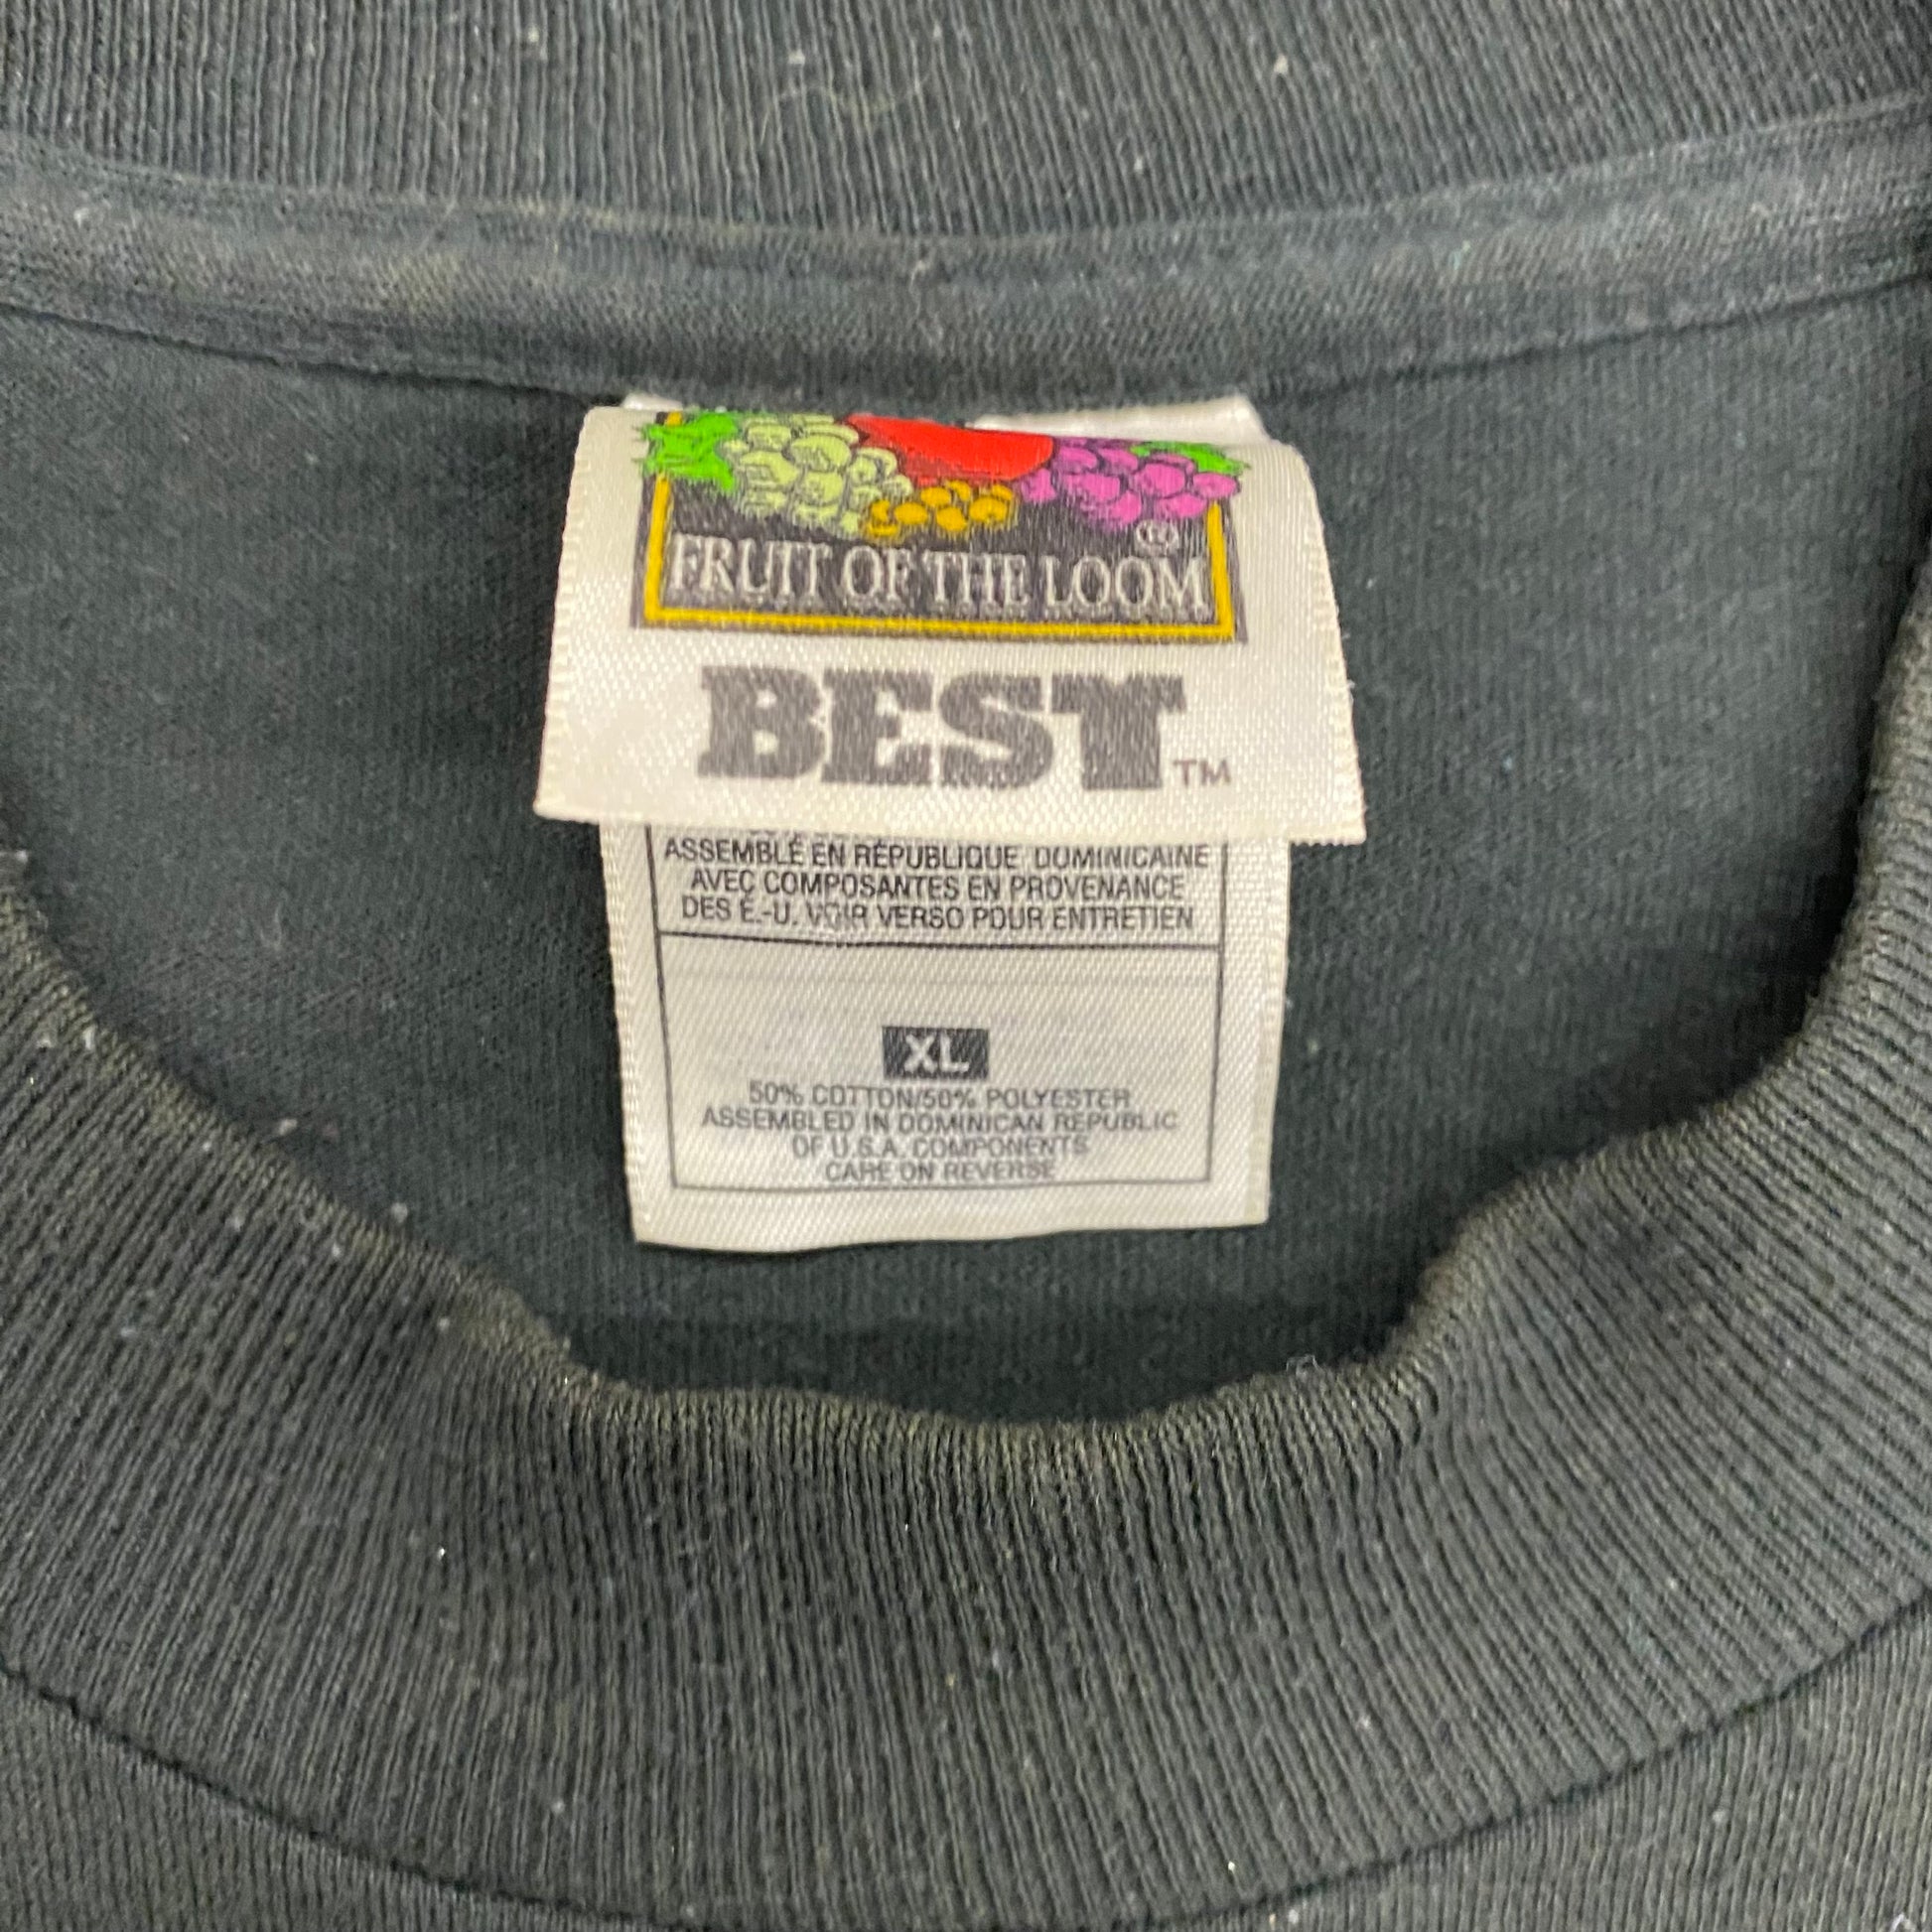 ®
FRUIT OF THE LOOM
BEST™
ASSEMBLÉ EN RÉPUBLIQUE DOMINICAINE
AVEC COMPOSANTES EN PROVENANCE
DES É.-U. VOIR VERSO POUR ENTRETIEN
XL
50% COTTON/50% POLYESTER
ASSEMBLED IN DOMINICAN REPUBLIC
OF U.S.A. COMPONENTS
CARE ON REVERSE